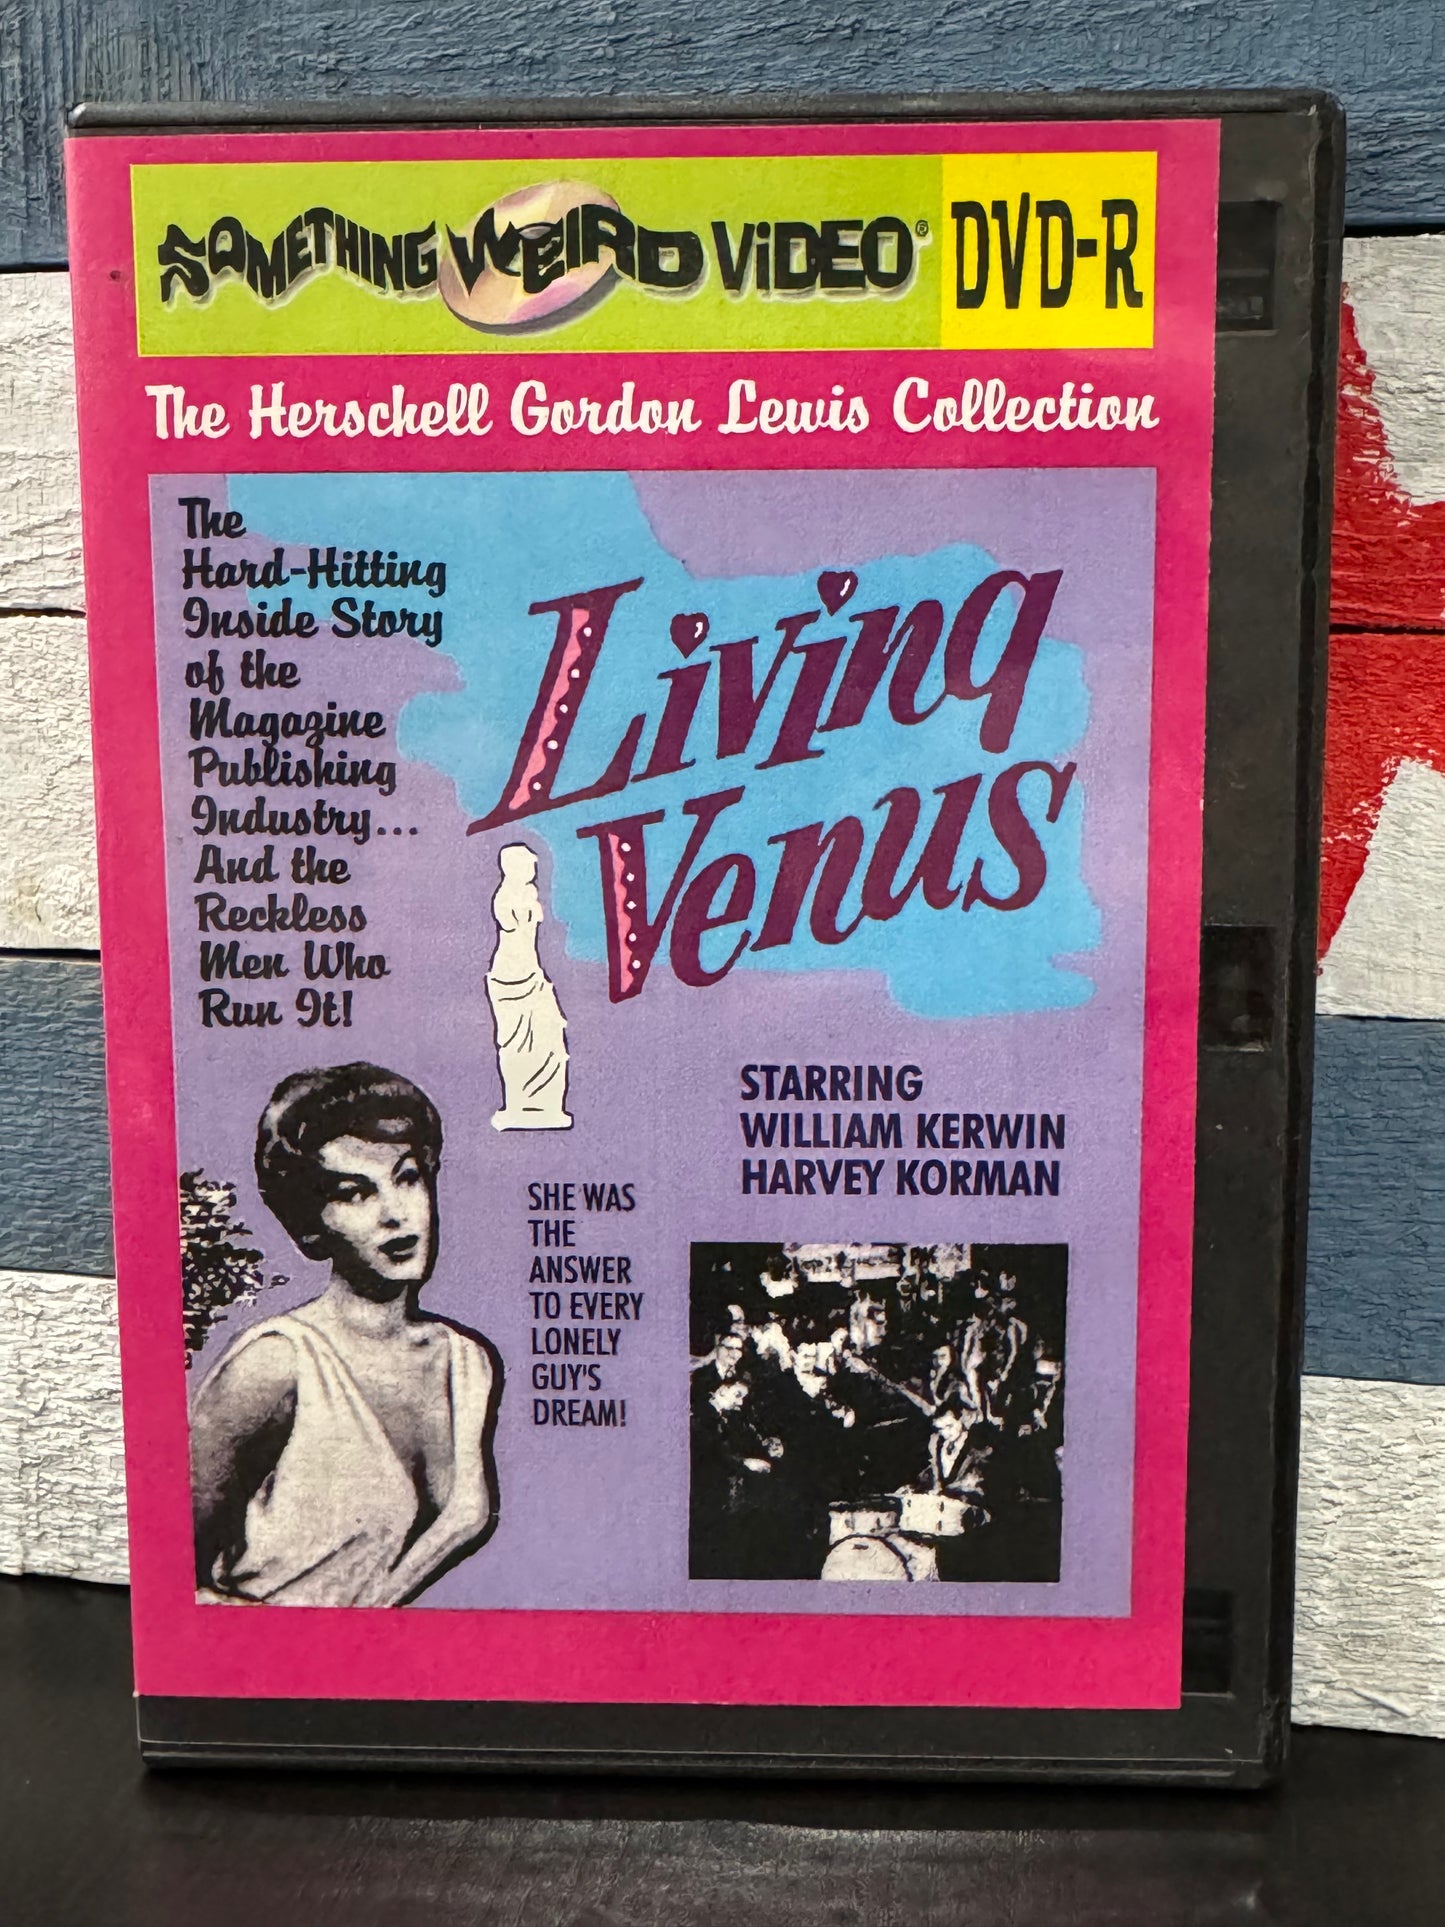 SOMETHING WEIRD VIDEO® DVD-R
The Herschell Gordon Lewis Collection
The
Hard-Hitting
Inside Story
of the
Magazine
Publishing
Industry...
And the
Reckless
Men Who
Run It!
Living
Venus
STARRING
WILLIAM KERWIN
HARVEY KORMAN
SHE WAS
THE
ANSWER
TO EVERY
LONELY
GUY'S
DREAM!